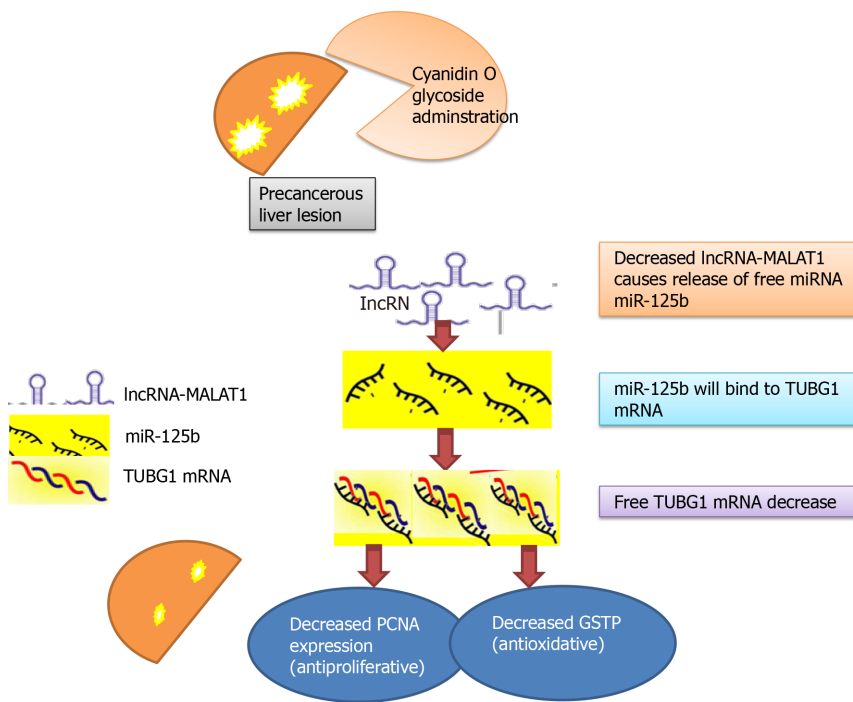 Cyanidin O
glycoside
adminstration
Precancerous
liver lesion
lncRN
Decreased lncRNA-MALAT1
causes release of free miRNA
miR-125b
miR-125b will bind to TUBG1
mRNA
lncRNA-MALAT1
miR-125b
TUBG1 mRNA
Free TUBG1 mRNA decrease
Decreased PCNA
expression
(antiproliferative)
Decreased GSTP
(antioxidative)